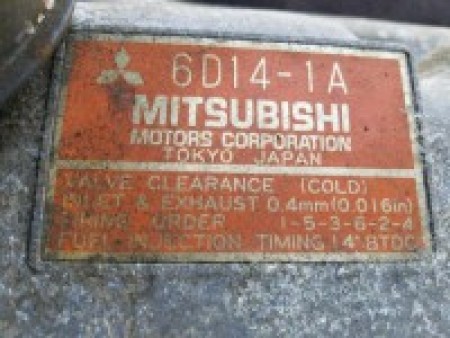 6D14-1A
MITSUBISHI
MOTORS CORPORATION
TOKYO JAPAN
VALVE CLEARANCE (COLD)
INLET & EXHAUST 0.4mm(0.016in)
FIRING ORDER 1-5-3-6-2-4
FUEL INJECTION TIMING 14° BTDC